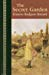 The Secret Garden
Frances Hodgson Burnett